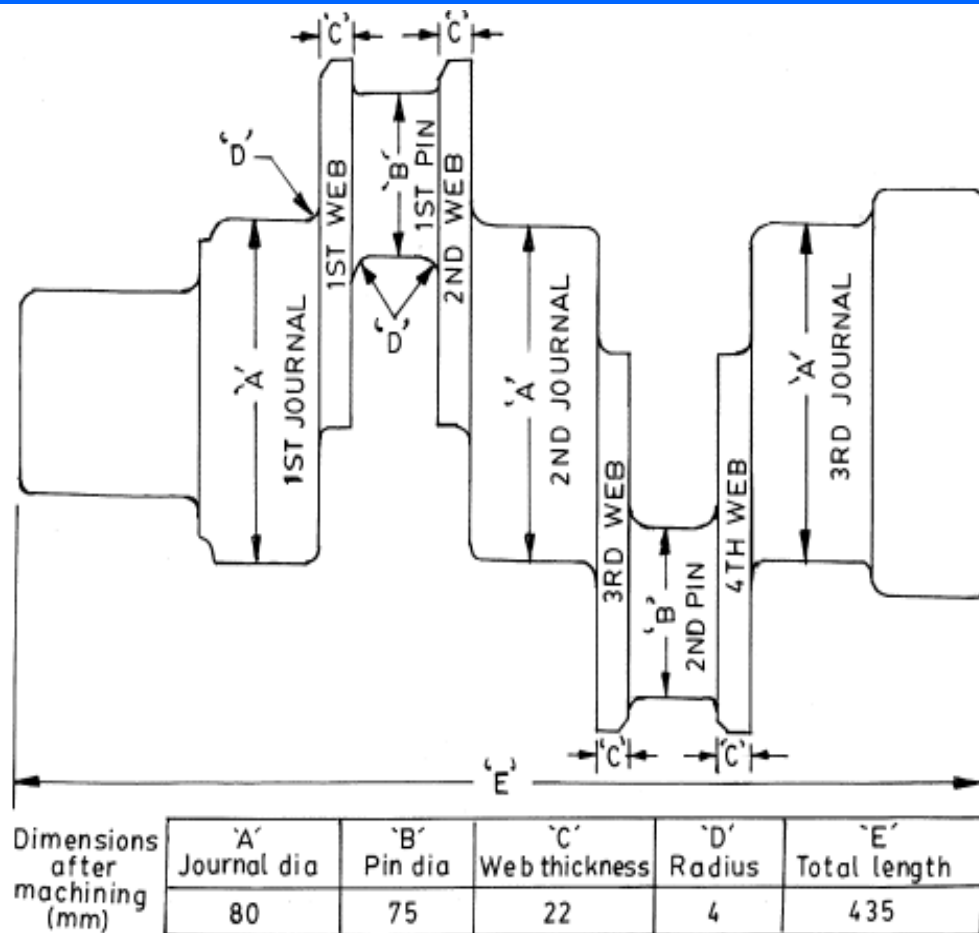 ‘C’ ‘C’
‘D’
1ST WEB
‘B’
1ST PIN
2ND WEB
‘D’
‘A’
1ST JOURNAL
‘A’
2ND JOURNAL
‘A’
3RD JOURNAL
3RD WEB
‘B’
2ND PIN
4TH WEB
‘C’ ‘C’
‘E’
Dimensions after machining (mm)
‘A’ Journal dia
‘B’ Pin dia
‘C’ Web thickness
‘D’ Radius
‘E’ Total length
80 75 22 4 435